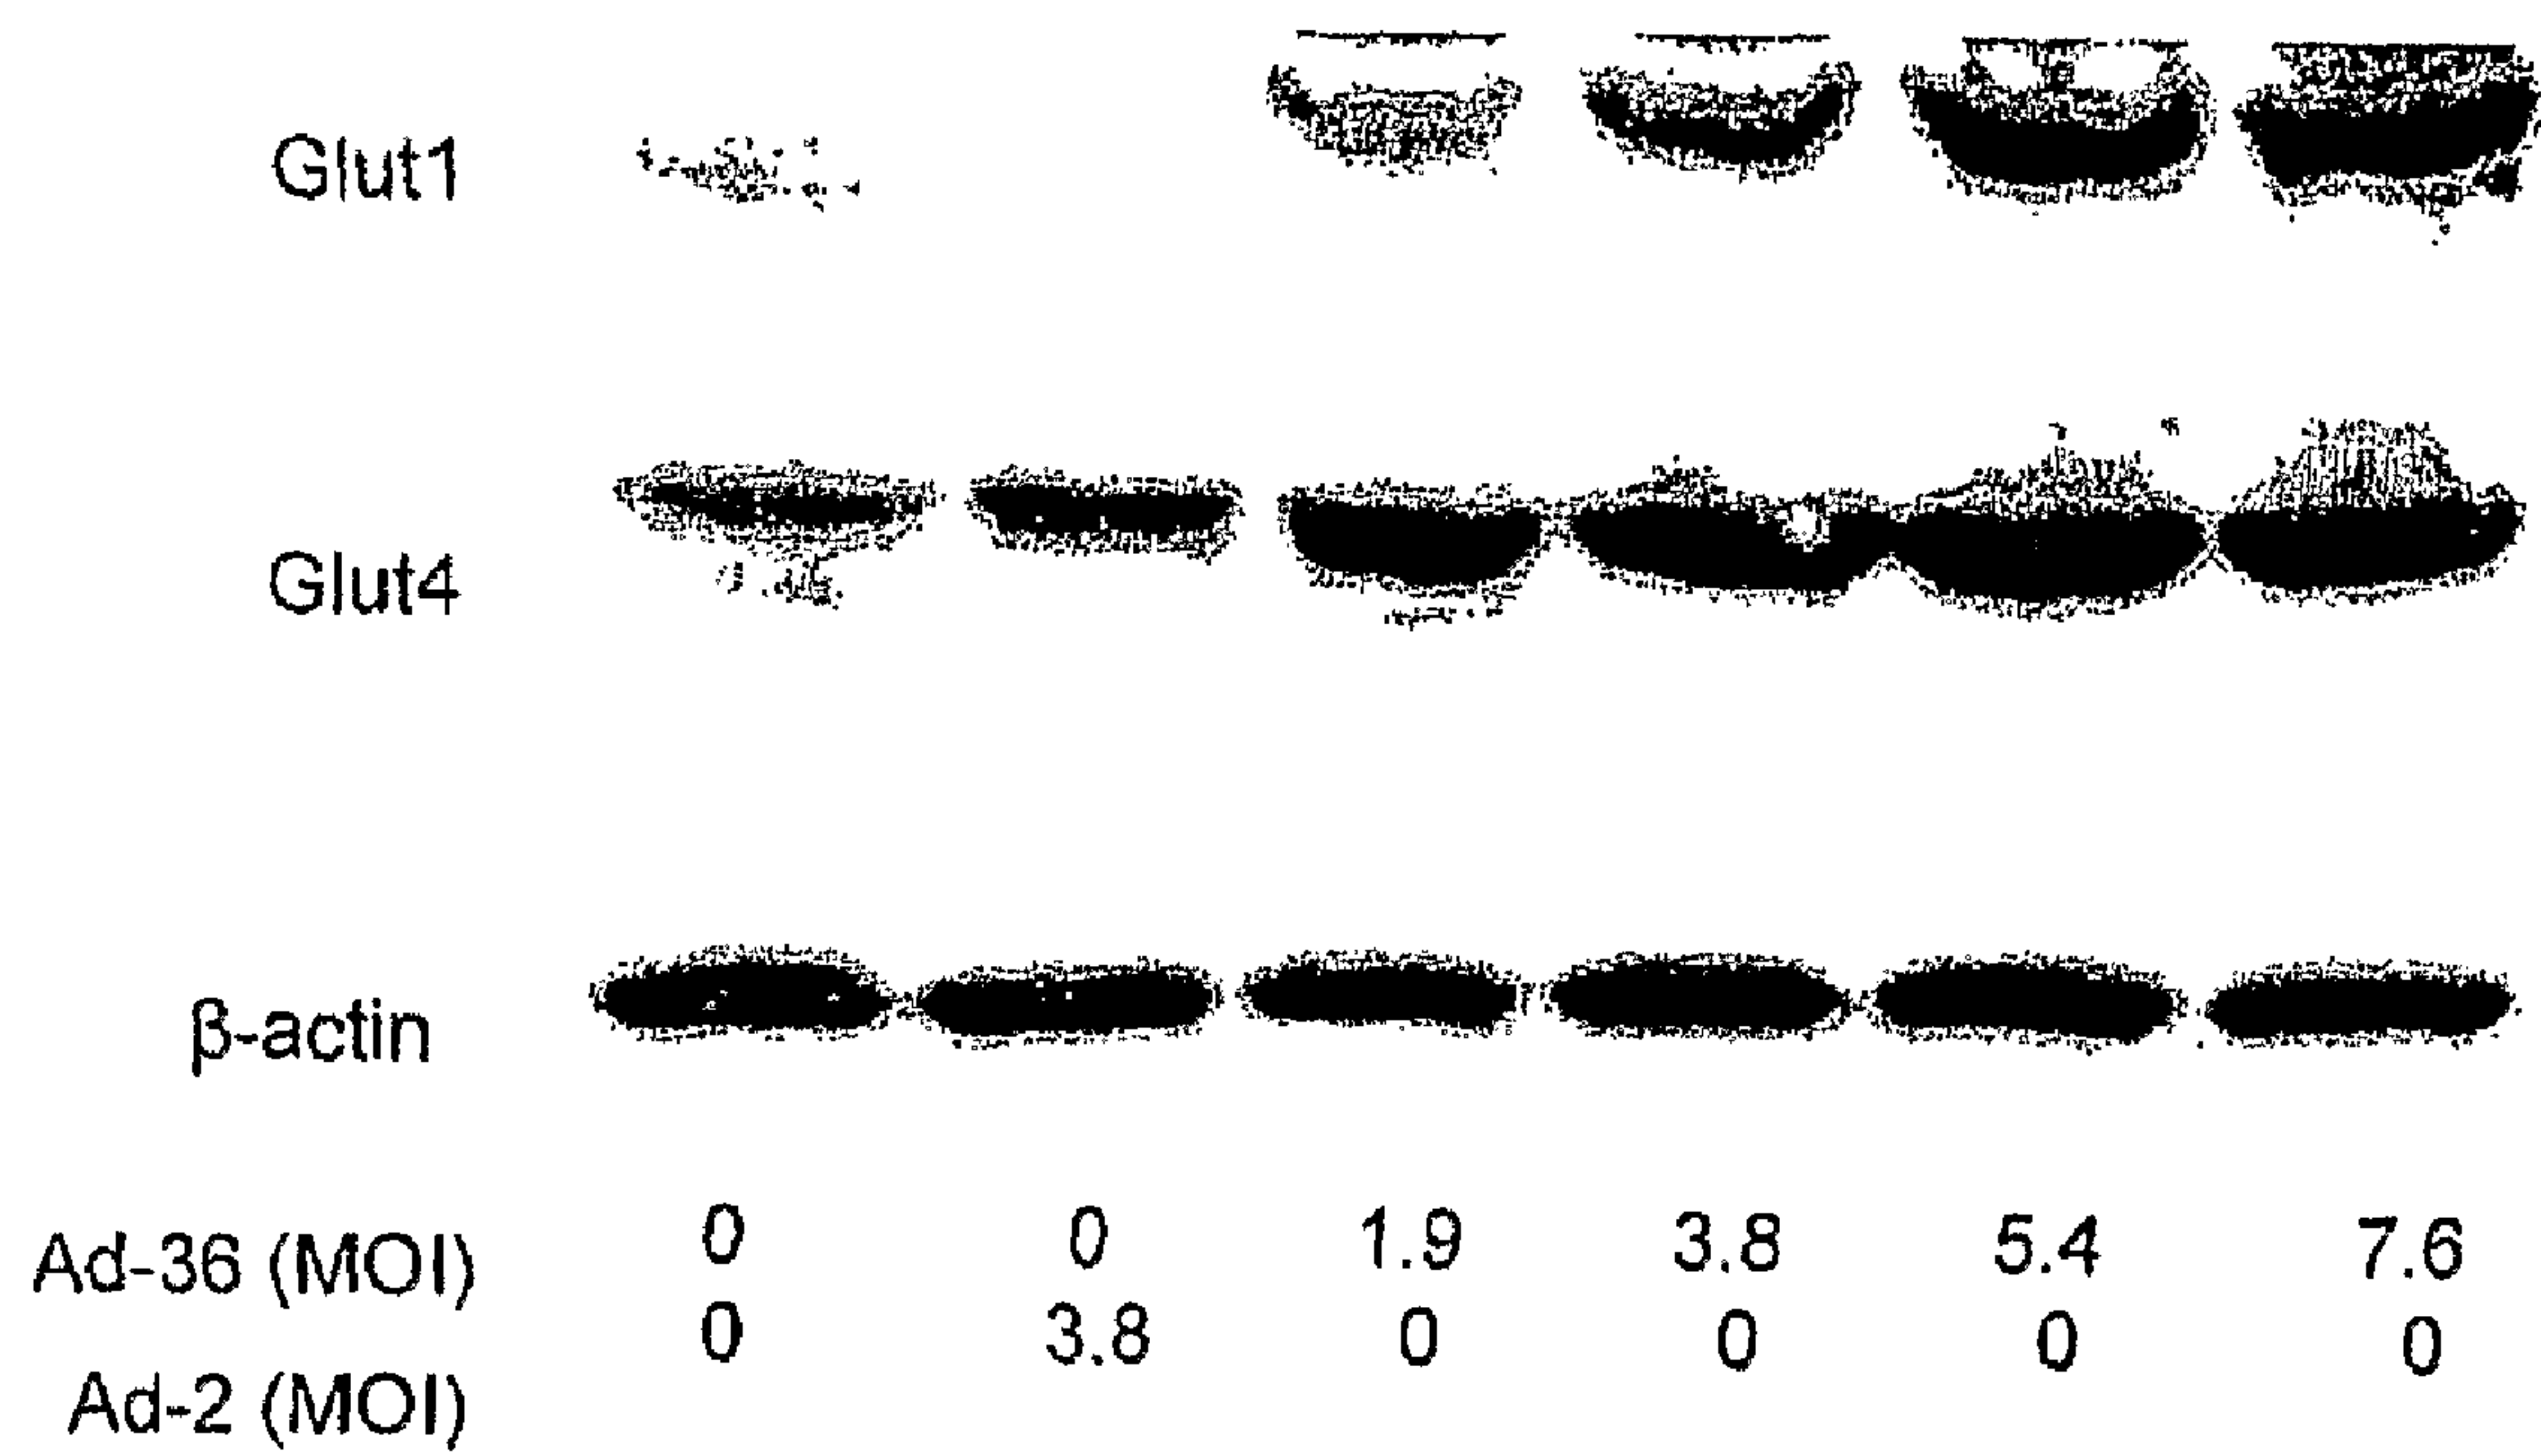 Glut1
Glut4
β-actin
Ad-36 (MOI) 0 0 1.9 3.8 5.4 7.6
Ad-2 (MOI) 0 3.8 0 0 0 0